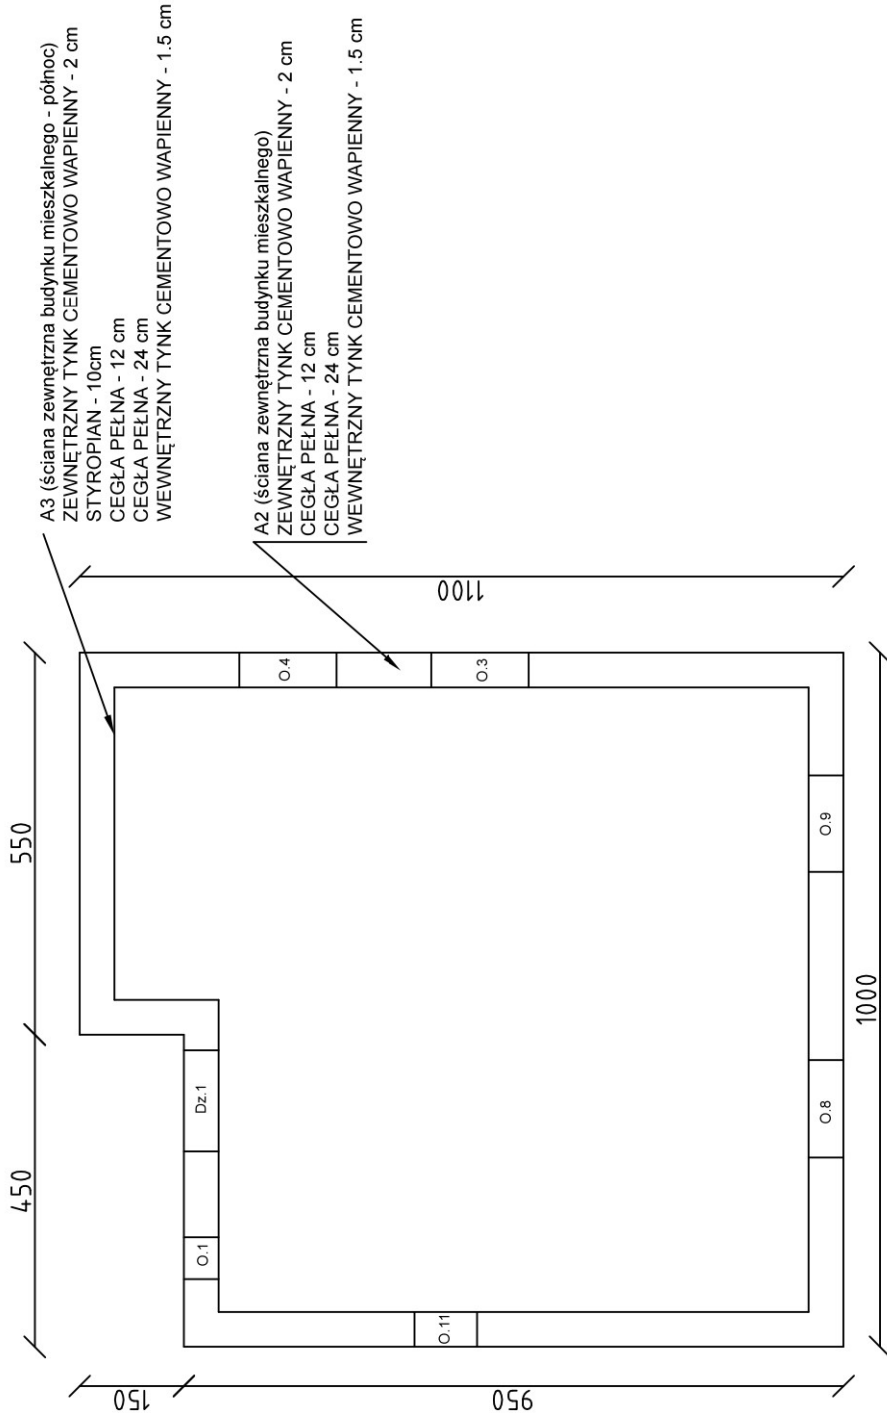 A3 (ściana zewnętrzna budynku mieszkalnego - północ)
ZEWNĘTRZNY TYNK CEMENTOWO WAPIENNY - 2 cm
STYROPIAN - 10cm
CEGŁA PEŁNA - 12 cm
CEGŁA PEŁNA - 24 cm
WEWNĘTRZNY TYNK CEMENTOWO WAPIENNY - 1.5 cm
A2 (ściana zewnętrzna budynku mieszkalnego)
ZEWNĘTRZNY TYNK CEMENTOWO WAPIENNY - 2 cm
CEGŁA PEŁNA - 12 cm
CEGŁA PEŁNA - 24 cm
WEWNĘTRZNY TYNK CEMENTOWO WAPIENNY - 1.5 cm
1100
550
450
O.4
O.3
Dz.1
O.1
O.9
O.8
O.11
1000
150
950